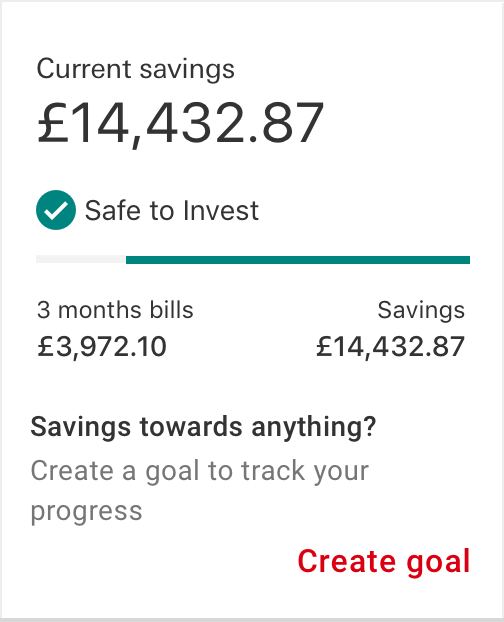 Current savings
£14,432.87
Safe to Invest
3 months bills
Savings
£3,972.10
£14,432.87
Savings towards anything?
Create a goal to track your
progress
Create goal